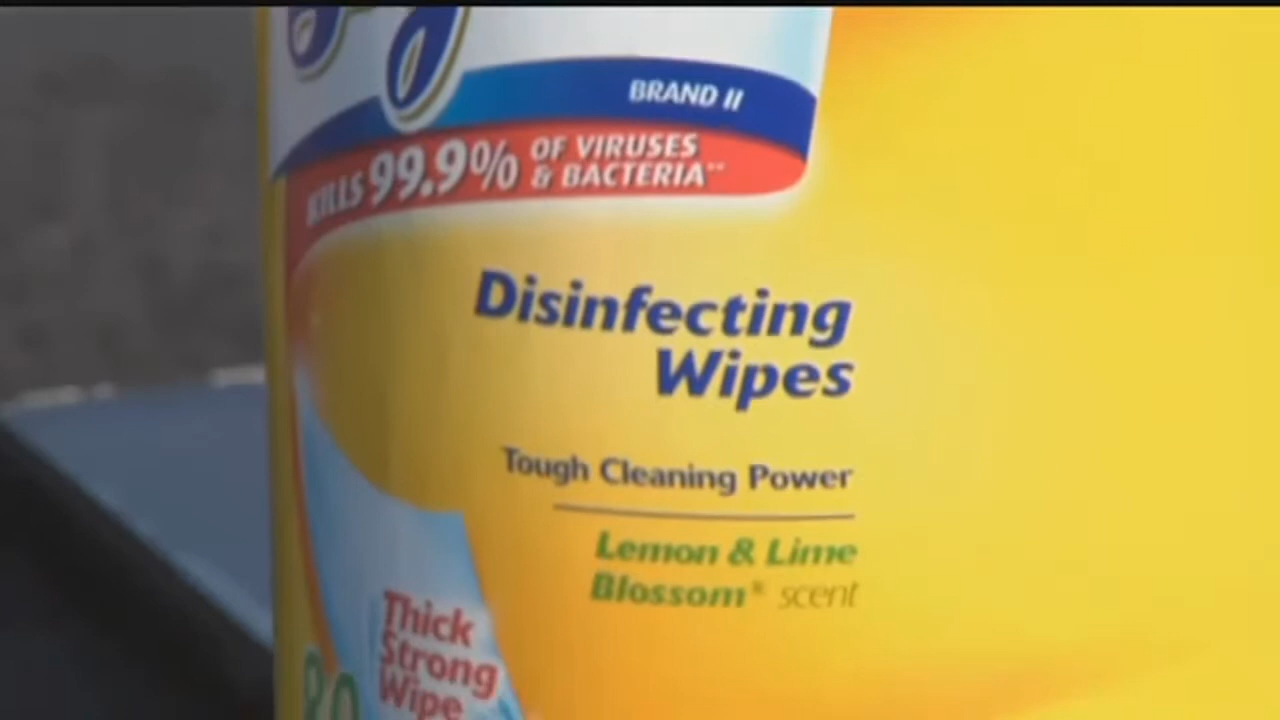 BRAND II
KILLS 99.9% OF VIRUSES
& BACTERIA**
Disinfecting
Wipes
Tough Cleaning Power
Lemon & Lime
Blossom® scent
Thick
Strong
Wipe
80